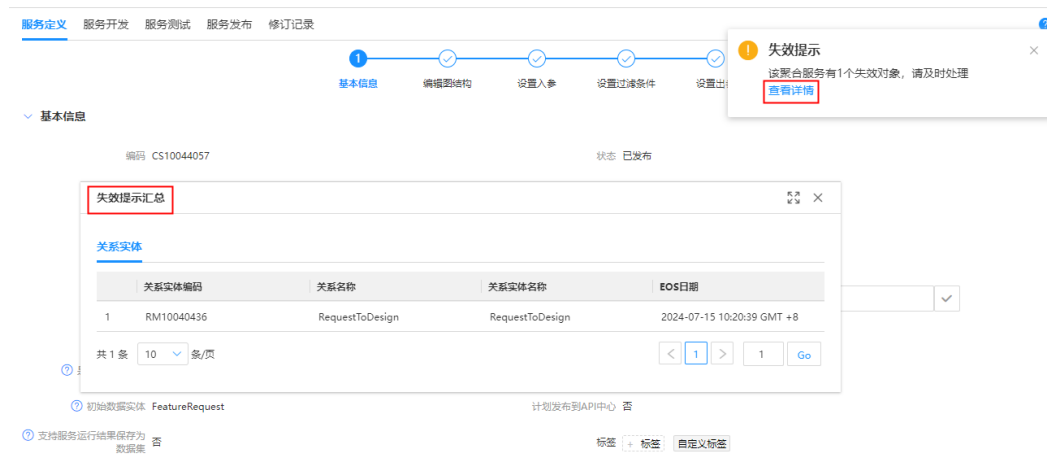 服务定义 服务开发 服务测试 服务发布 修订记录
失效提示
该聚合服务有1个失效对象，请及时处理
查看详情
1
基本信息 编辑图结构 设置入参 设置过滤条件 设置出
基本信息
编码 CS10044057 状态 已发布
失效提示汇总
关系实体
关系实体编码 关系名称 关系实体名称 EOS日期
1 RM10040436 RequestToDesign RequestToDesign 2024-07-15 10:20:39 GMT +8
共 1 条 10 条/页 < 1 > 1 Go
初始数据实体 FeatureRequest 计划发布到API中心 否
支持服务运行结果保存为
数据集 否 标签 + 标签 自定义标签